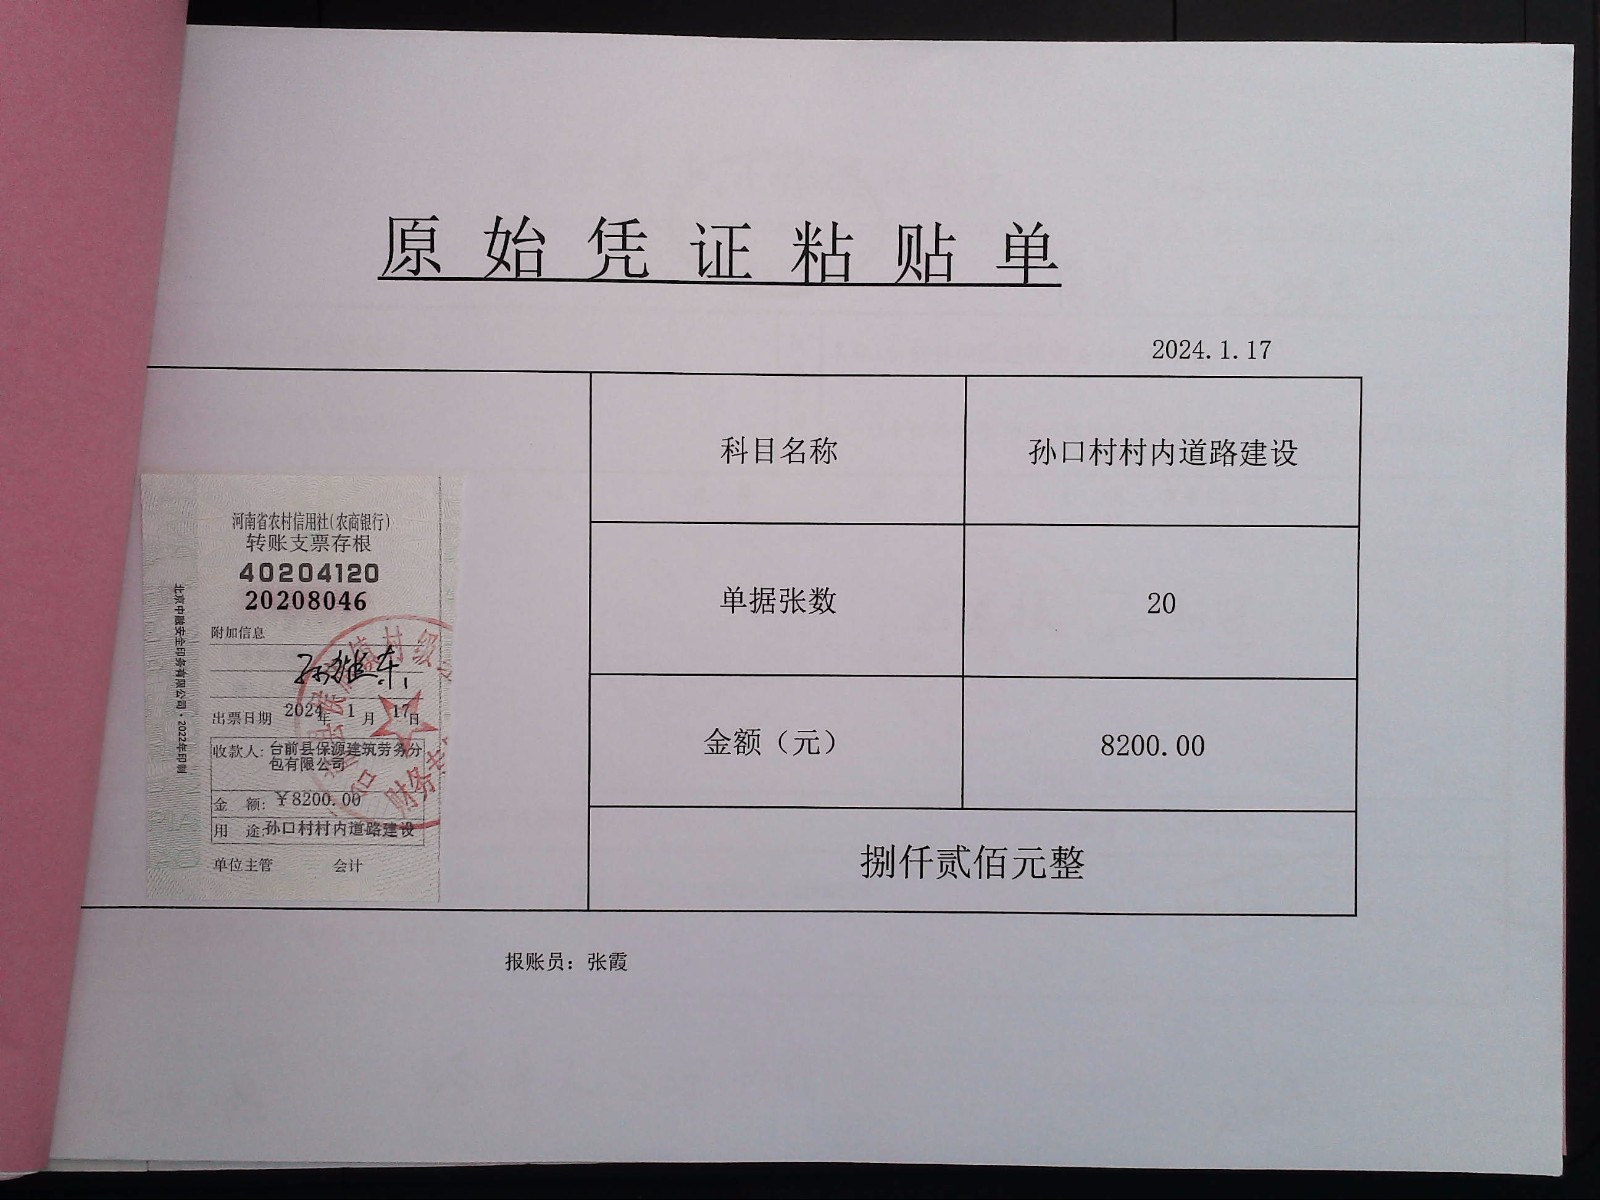 原始凭证粘贴单
2024.1.17
河南省农村信用社(农商银行)
转账支票存根
40204120
20208046
附加信息
出票日期 2024年 1 月 17日
收款人: 台前县保源建筑劳务分
包有限公司
金 额: ￥8200.00
用 途: 孙口村村内道路建设
单位主管 会计
北京中融安全印务有限公司·2022年印制
财务专
科目名称 孙口村村内道路建设
单据张数 20
金额（元） 8200.00
捌仟贰佰元整
报账员：张霞